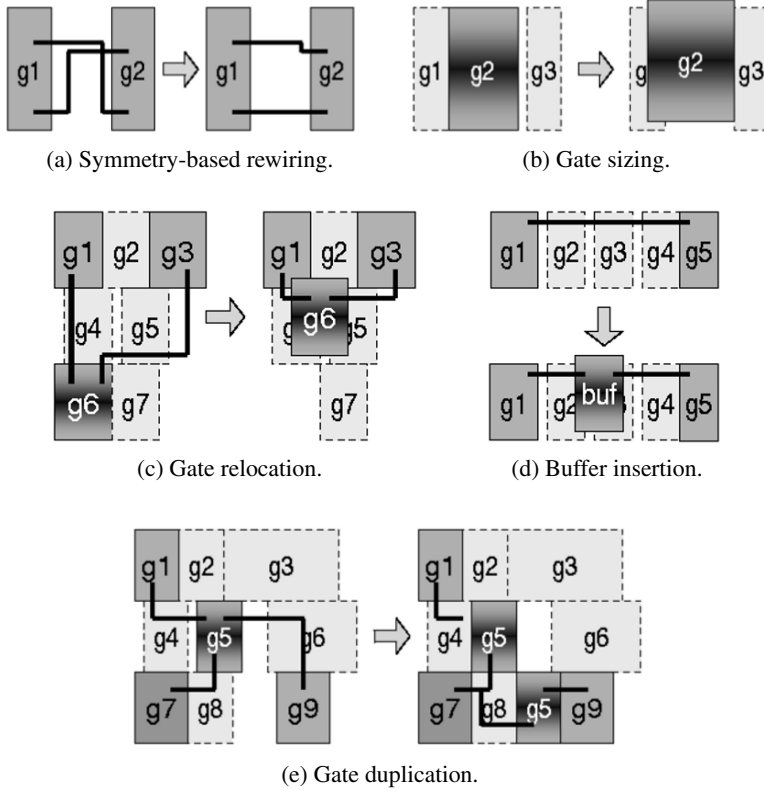 g1 g2 g1 g2
g1 g2 g3 g g2 g3
(a) Symmetry-based rewiring.
(b) Gate sizing.
g1 g2 g3 g1 g2 g3
g4 g5 g g6 g5
g6 g7 g7
(c) Gate relocation.
g1 g2 g3 g4 g5
g1 g2 buf g4 g5
(d) Buffer insertion.
g1 g2 g3 g1 g2 g3
g4 g5 g6 g4 g5 g6
g7 g8 g9 g7 g8 g5 g9
(e) Gate duplication.